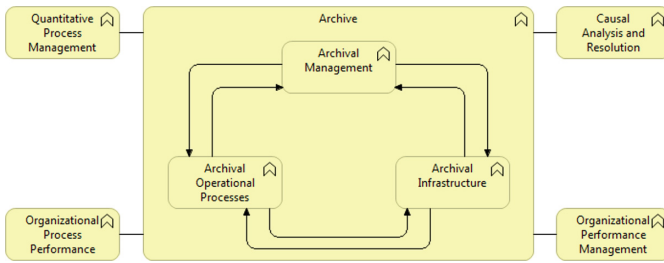 Quantitative
Process
Management
Archive
Causal
Analysis and
Resolution
Archival
Management
Archival
Operational
Processes
Archival
Infrastructure
Organizational
Process
Performance
Organizational
Performance
Management